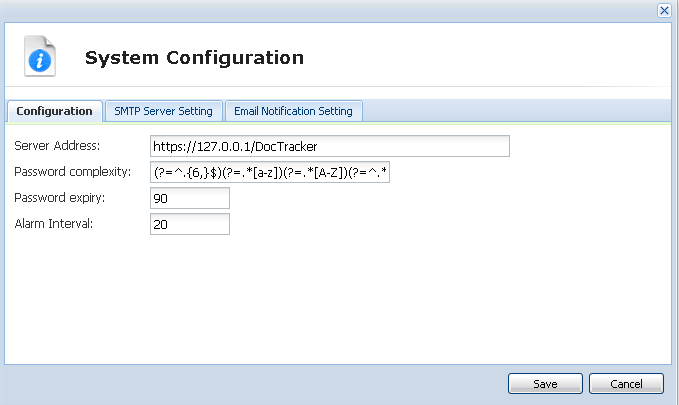 System Configuration
Configuration SMTP Server Setting Email Notification Setting
Server Address: https://127.0.0.1/DocTracker
Password complexity: (?=^.{6,}$)(?=.*[a-z])(?=.*[A-Z])(?=^.*
Password expiry: 90
Alarm Interval: 20
Save Cancel